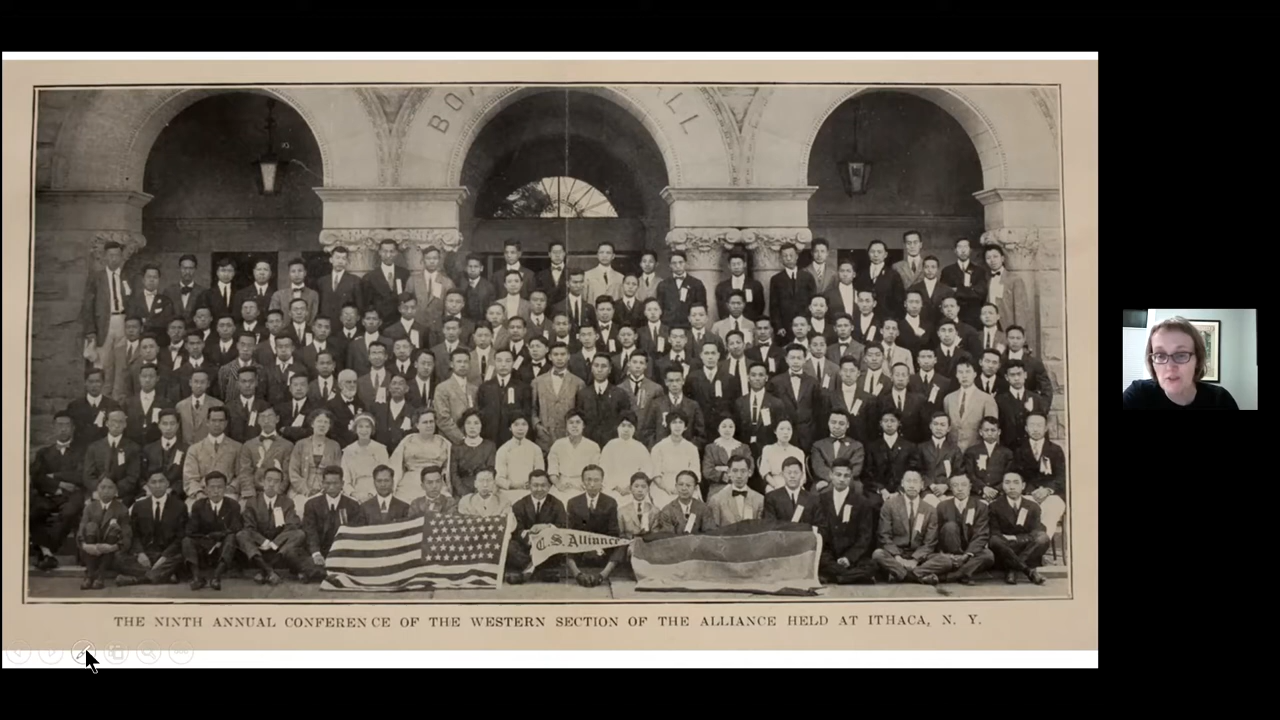 C. S. Alliance
THE NINTH ANNUAL CONFERENCE OF THE WESTERN SECTION OF THE ALLIANCE HELD AT ITHACA, N. Y.